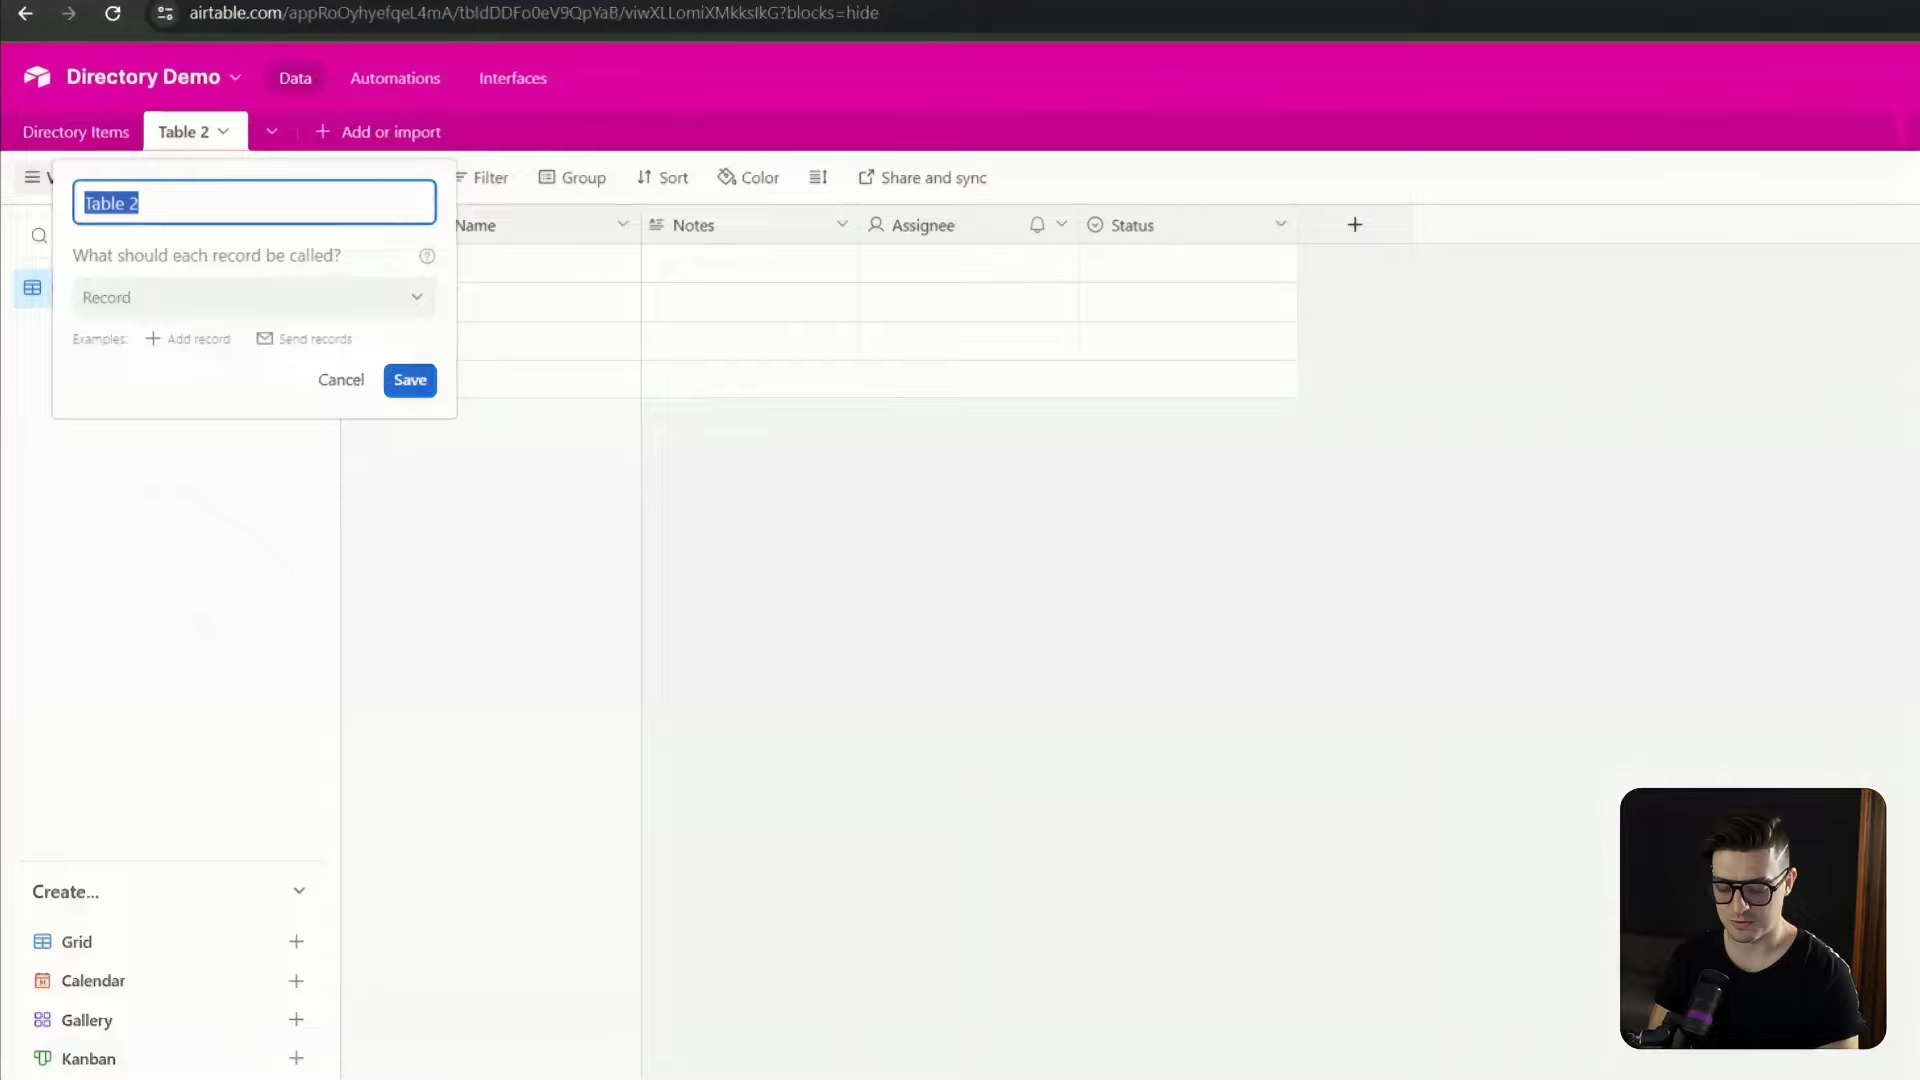 airtable.com/appRoOyhyefqeL4mA/tbldDDFo0eV9QpYaB/viwXLLomiXMkkslkG?blocks=hide
Directory Demo
Data
Automations
Interfaces
Directory Items
Table 2
Add or import
Filter
Group
Sort
Color
Share and sync
Table 2
What should each record be called?
Record
Examples:
Add record
Send records
Cancel
Save
Name
Notes
Assignee
Status
Create...
Grid
Calendar
Gallery
Kanban